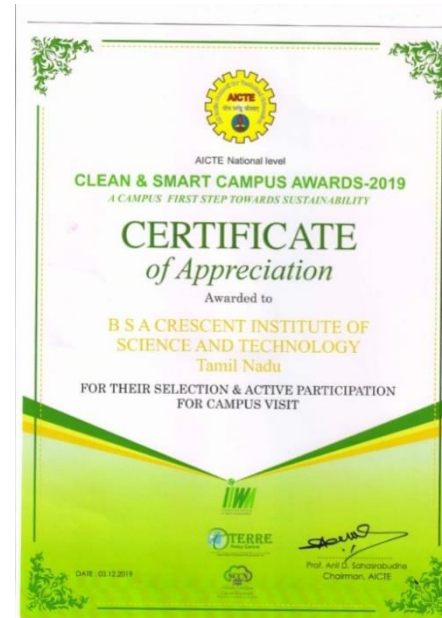 AICTE
AICTE National level
CLEAN & SMART CAMPUS AWARDS-2019
A CAMPUS FIRST STEP TOWARDS SUSTAINABILITY
CERTIFICATE
of Appreciation
Awarded to
B S A CRESCENT INSTITUTE OF
SCIENCE AND TECHNOLOGY
Tamil Nadu
FOR THEIR SELECTION & ACTIVE PARTICIPATION
FOR CAMPUS VISIT
TERRE
Policy Centre
Prof. Anil D. Sahasrabudhe
Chairman, AICTE
DATE : 03.12.2019